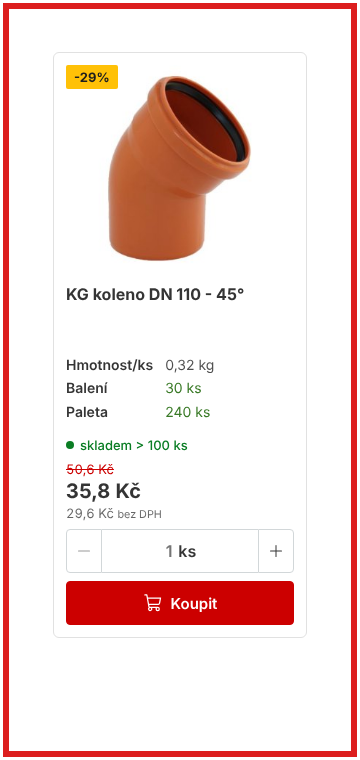 -29%
KG koleno DN 110 - 45°
Hmotnost/ks 0,32 kg
Balení 30 ks
Paleta 240 ks
skladem > 100 ks
50,6 Kč
35,8 Kč
29,6 Kč bez DPH
1 ks
Koupit